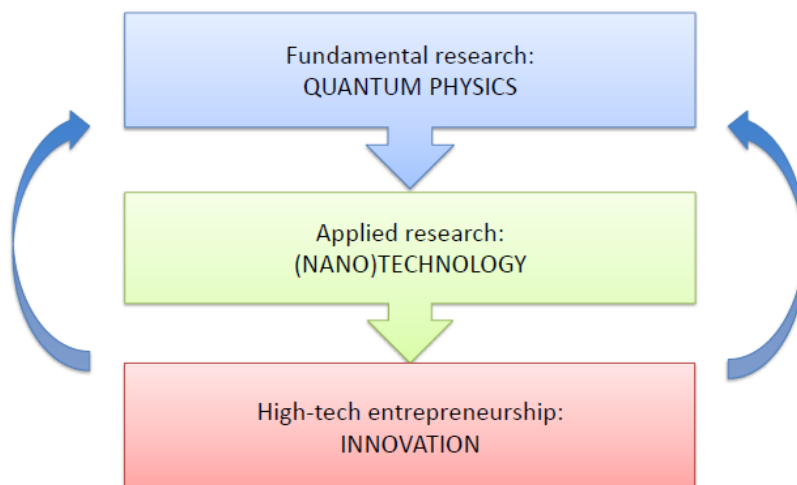 Fundamental research:
QUANTUM PHYSICS
Applied research:
(NANO)TECHNOLOGY
High-tech entrepreneurship:
INNOVATION